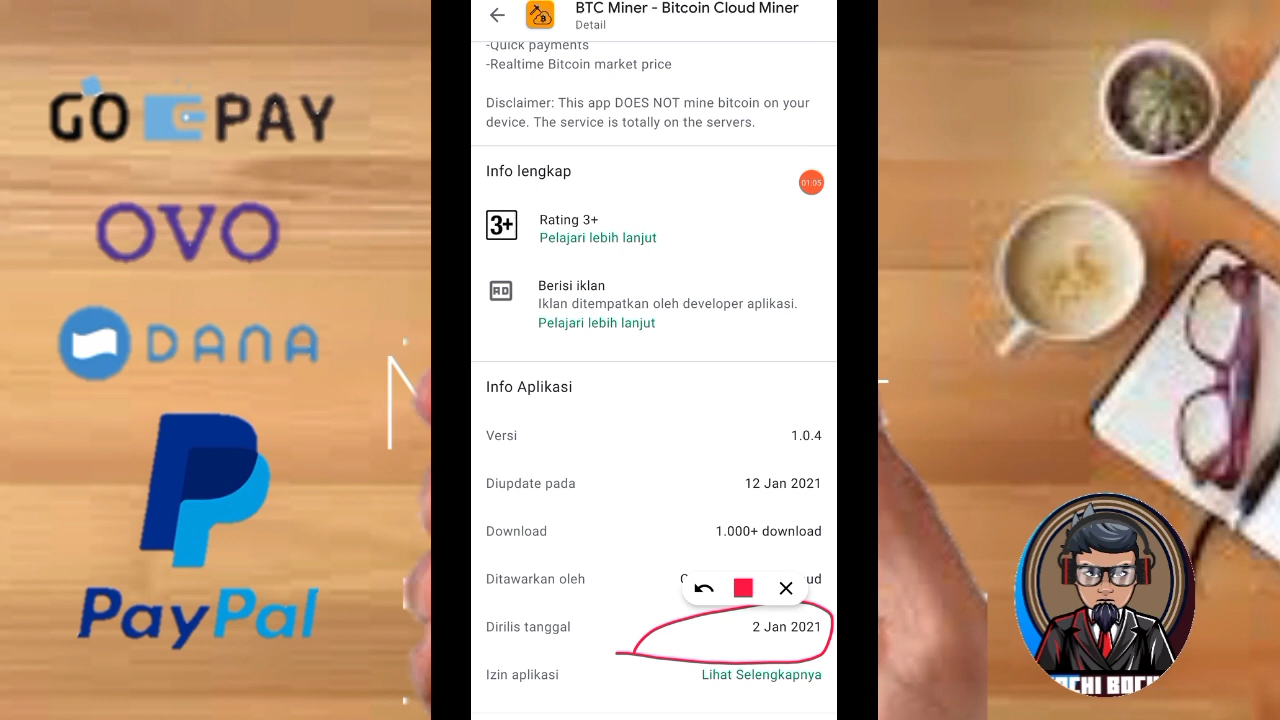 GO PAY
OVO
DANA
PayPal
BTC Miner - Bitcoin Cloud Miner
Detail
-Quick payments
-Realtime Bitcoin market price
Disclaimer: This app DOES NOT mine bitcoin on your
device. The service is totally on the servers.
Info lengkap
01:05
3+
Rating 3+
Pelajari lebih lanjut
AD
Berisi iklan
Iklan ditempatkan oleh developer aplikasi.
Pelajari lebih lanjut
Info Aplikasi
Versi 1.0.4
Diupdate pada 12 Jan 2021
Download 1.000+ download
Ditawarkan oleh
Dirilis tanggal 2 Jan 2021
Izin aplikasi Lihat Selengkapnya